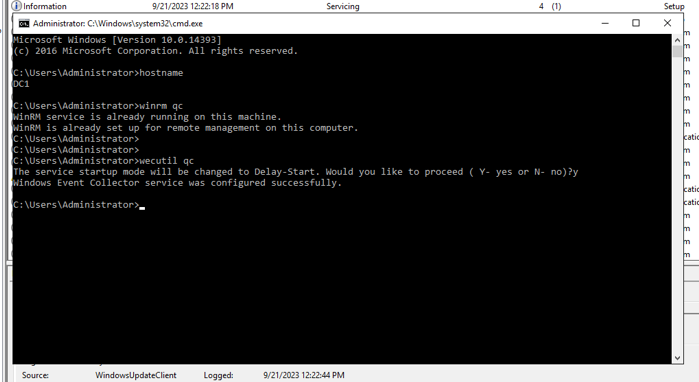 Information 9/21/2023 12:22:18 PM Servicing 4 (1) Setup
Administrator: C:\Windows\system32\cmd.exe
Microsoft Windows [Version 10.0.14393]
(c) 2016 Microsoft Corporation. All rights reserved.
C:\Users\Administrator>hostname
DC1
C:\Users\Administrator>winrm qc
WinRM service is already running on this machine.
WinRM is already set up for remote management on this computer.
C:\Users\Administrator>
C:\Users\Administrator>
C:\Users\Administrator>wecutil qc
The service startup mode will be changed to Delay-Start. Would you like to proceed ( Y- yes or N- no)?y
Windows Event Collector service was configured successfully.
C:\Users\Administrator>
Source: WindowsUpdateClient Logged: 9/21/2023 12:22:44 PM